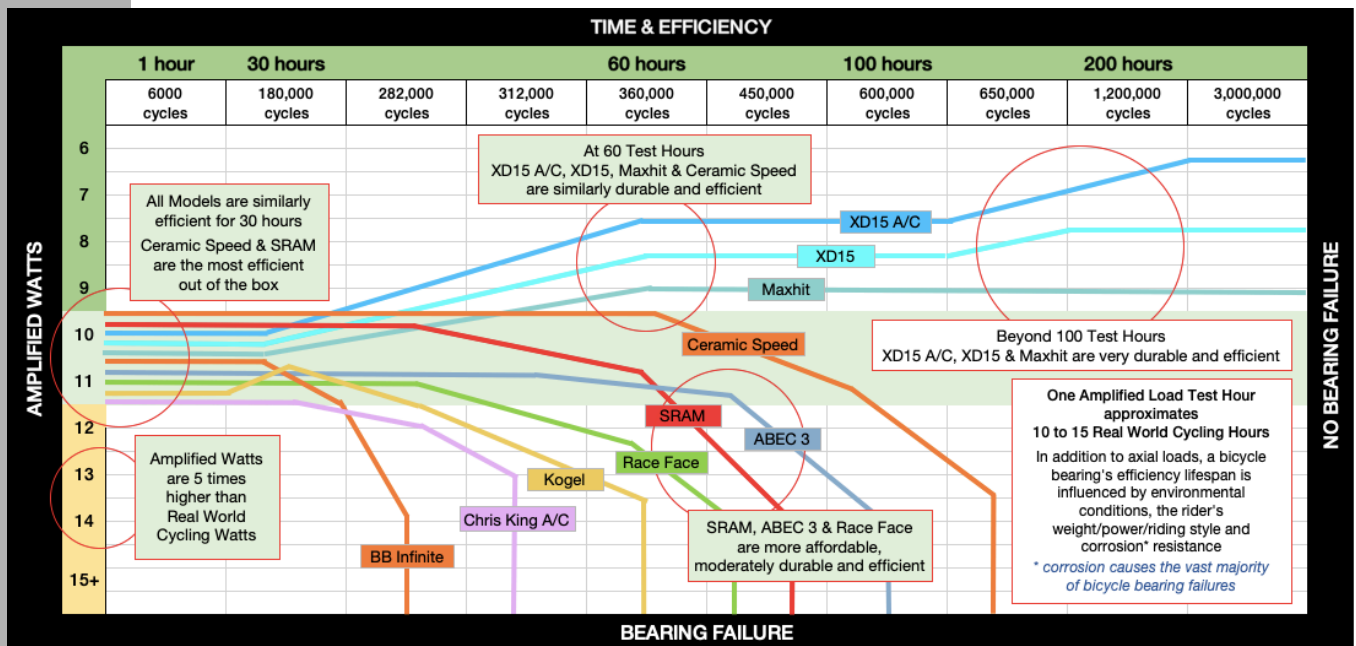 TIME & EFFICIENCY
1 hour
30 hours
60 hours
100 hours
200 hours
6000
cycles
180,000
cycles
282,000
cycles
312,000
cycles
360,000
cycles
450,000
cycles
600,000
cycles
650,000
cycles
1,200,000
cycles
3,000,000
cycles
AMPLIFIED WATTS
6
7
8
9
10
11
12
13
14
15+
NO BEARING FAILURE
At 60 Test Hours
XD15 A/C, XD15, Maxhit & Ceramic Speed
are similarly durable and efficient
All Models are similarly
efficient for 30 hours
Ceramic Speed & SRAM
are the most efficient
out of the box
XD15 A/C
XD15
Maxhit
Ceramic Speed
Beyond 100 Test Hours
XD15 A/C, XD15 & Maxhit are very durable and efficient
SRAM
ABEC 3
Race Face
Kogel
Chris King A/C
BB Infinite
Amplified Watts
are 5 times
higher than
Real World
Cycling Watts
SRAM, ABEC 3 & Race Face
are more affordable,
moderately durable and efficient
One Amplified Load Test Hour
approximates
10 to 15 Real World Cycling Hours
In addition to axial loads, a bicycle
bearing's efficiency lifespan is
influenced by environmental
conditions, the rider's
weight/power/riding style and
corrosion* resistance
* corrosion causes the vast majority
of bicycle bearing failures
BEARING FAILURE